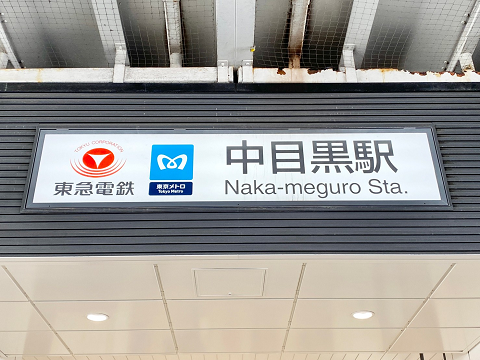 TOKYU CORPORATION
東急電鉄
東京メトロ
Tokyo Metro
中目黒駅
Naka-meguro Sta.